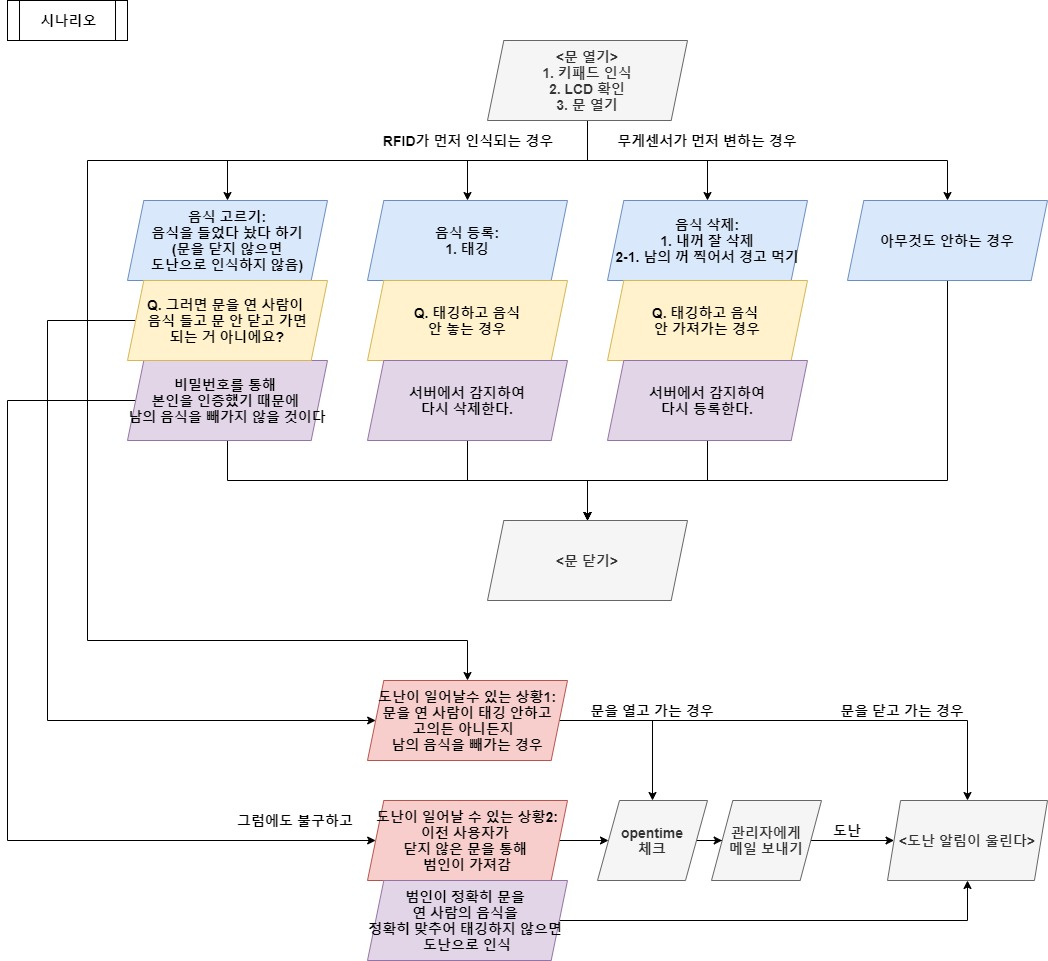 시나리오
<문 열기>
1. 키패드 인식
2. LCD 확인
3. 문 열기
RFID가 먼저 인식되는 경우
무게센서가 먼저 변하는 경우
음식 고르기:
음식을 들었다 놨다 하기
(문을 닫지 않으면
도난으로 인식하지 않음)
음식 등록:
1. 태깅
음식 삭제:
1. 내꺼 잘 삭제
2-1. 남의 꺼 찍어서 경고 먹기
아무것도 안하는 경우
Q. 그러면 문을 연 사람이
음식 들고 문 안 닫고 가면
되는 거 아니에요?
Q. 태깅하고 음식
안 놓는 경우
Q. 태깅하고 음식
안 가져가는 경우
비밀번호를 통해
본인을 인증했기 때문에
남의 음식을 빼가지 않을 것이다
서버에서 감지하여
다시 삭제한다.
서버에서 감지하여
다시 등록한다.
<문 닫기>
도난이 일어날수 있는 상황1:
문을 연 사람이 태깅 안하고
고의든 아니든지
남의 음식을 빼가는 경우
문을 열고 가는 경우
문을 닫고 가는 경우
그럼에도 불구하고
도난이 일어날 수 있는 상황2:
이전 사용자가
닫지 않은 문을 통해
범인이 가져감
opentime
체크
관리자에게
메일 보내기
도난
<도난 알림이 울린다>
범인이 정확히 문을
연 사람의 음식을
정확히 맞추어 태깅하지 않으면
도난으로 인식